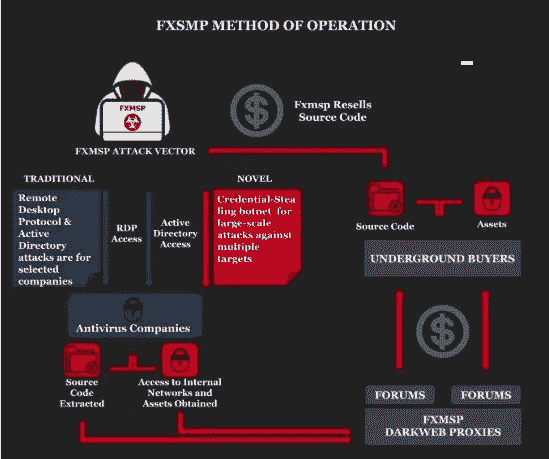 FXSMP METHOD OF OPERATION
FXMSP
FXMSP ATTACK VECTOR
Fxmsp Resells
Source Code
TRADITIONAL
Remote
Desktop
Protocol &
Active
Directory
attacks are for
selected
companies
RDP
Access
Active
Directory
Access
NOVEL
Credential-Stea
ling botnet for
large-scale
attacks against
multiple
targets
Source Code
Assets
UNDERGROUND BUYERS
Antivirus Companies
Source
Code
Extracted
Access to Internal
Networks and
Assets Obtained
FORUMS
FORUMS
FXMSP
DARKWEB PROXIES